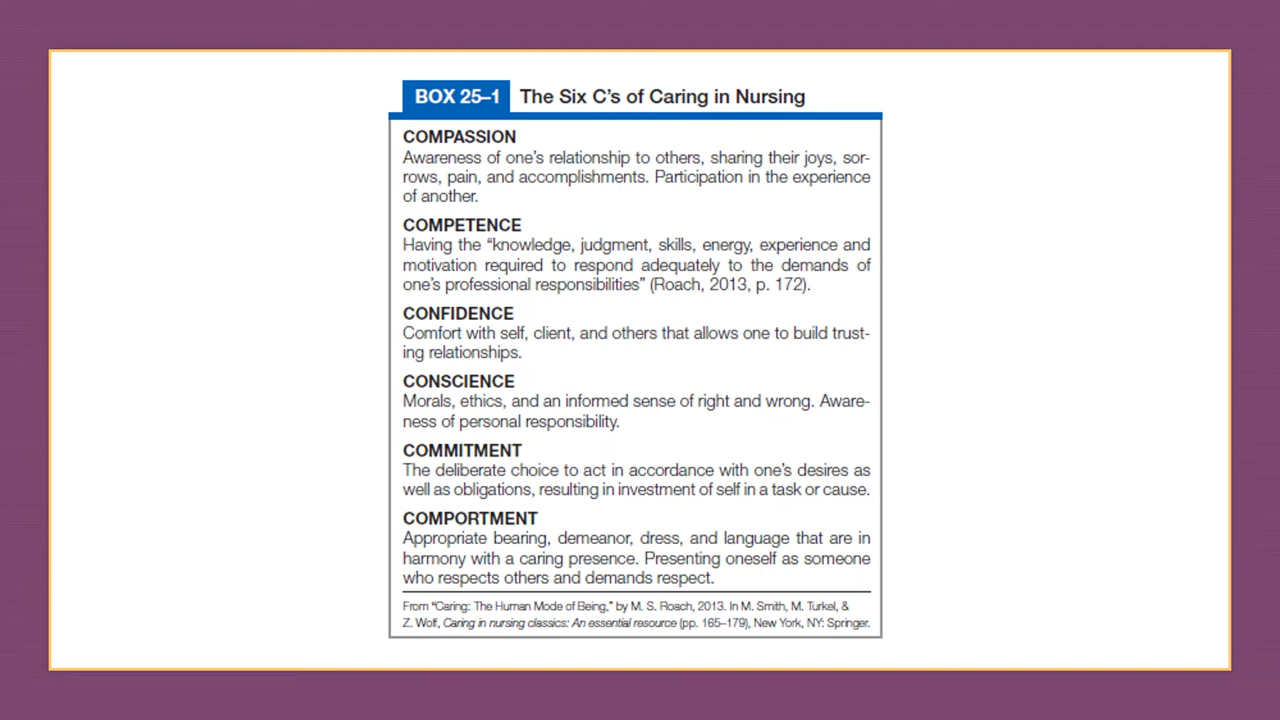 BOX 25–1 The Six C's of Caring in Nursing
COMPASSION
Awareness of one's relationship to others, sharing their joys, sor-
rows, pain, and accomplishments. Participation in the experience
of another.
COMPETENCE
Having the "knowledge, judgment, skills, energy, experience and
motivation required to respond adequately to the demands of
one's professional responsibilities" (Roach, 2013, p. 172).
CONFIDENCE
Comfort with self, client, and others that allows one to build trust-
ing relationships.
CONSCIENCE
Morals, ethics, and an informed sense of right and wrong. Aware-
ness of personal responsibility.
COMMITMENT
The deliberate choice to act in accordance with one's desires as
well as obligations, resulting in investment of self in a task or cause.
COMPORTMENT
Appropriate bearing, demeanor, dress, and language that are in
harmony with a caring presence. Presenting oneself as someone
who respects others and demands respect.
From "Caring: The Human Mode of Being," by M. S. Roach, 2013. In M. Smith, M. Turkel, &
Z. Wolf, Caring in nursing classics: An essential resource (pp. 165–179), New York, NY: Springer.